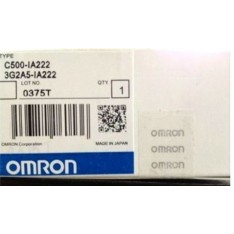 TYPE
C500-IA222
3G2A5-IA222
LOT NO
0375T
QTY
1
OMRON Corporation
MADE IN JAPAN
OMRON
OMRON
OMRON
OMRON